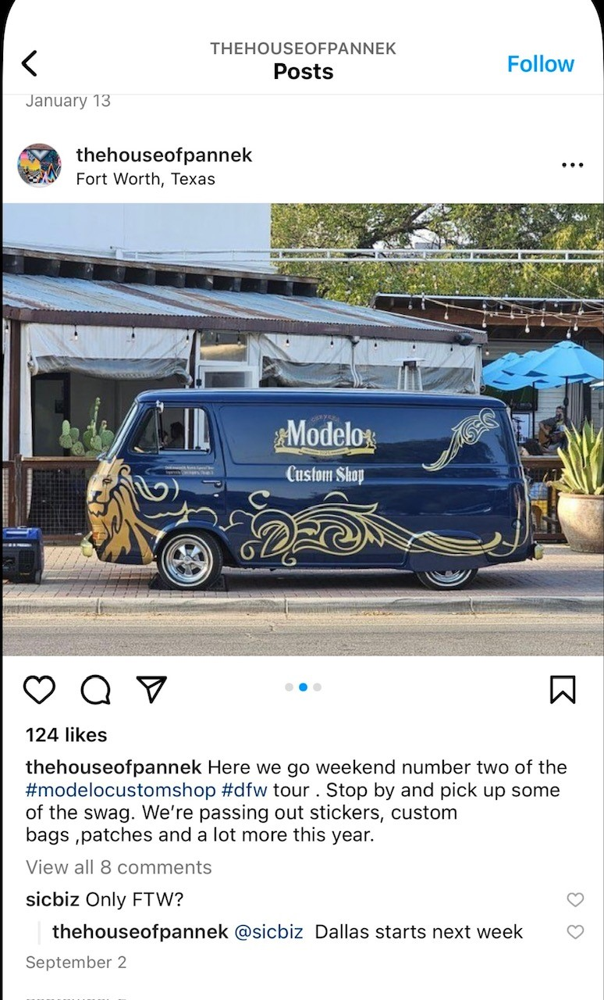 THEHOUSEOFPANNEK
Posts
Follow
January 13
thehouseofpannek
Fort Worth, Texas
CERVEZA
Modelo
Custom Shop
124 likes
thehouseofpannek Here we go weekend number two of the
#modelocustomshop #dfw tour . Stop by and pick up some
of the swag. We’re passing out stickers, custom
bags ,patches and a lot more this year.
View all 8 comments
sicbiz Only FTW?
thehouseofpannek @sicbiz Dallas starts next week
September 2